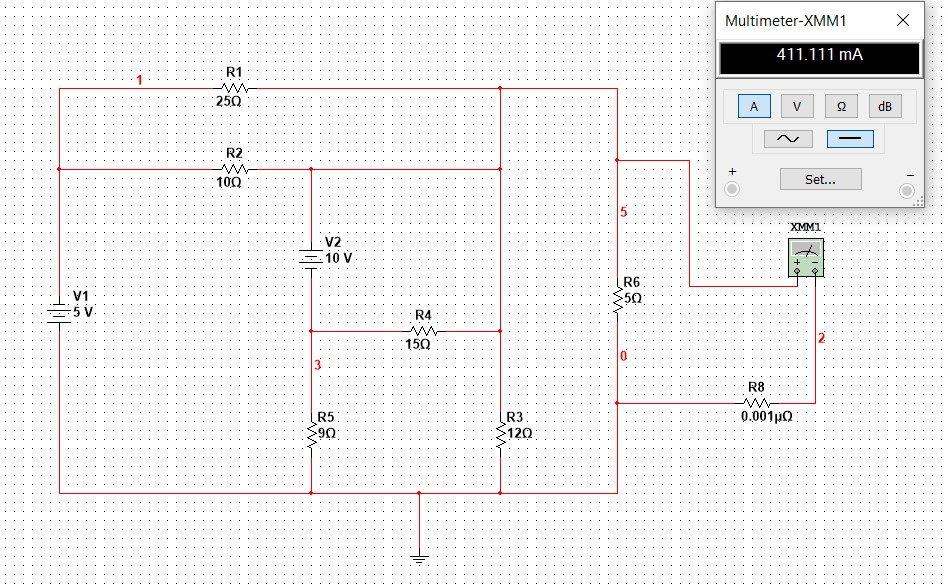 Multimeter-XMM1
411.111 mA
A V Ω dB
Set...
+ –
XMM1
+ –
1
R1
25Ω
R2
10Ω
V2
10 V
5
R6
5Ω
V1
5 V
R4
15Ω
2
3
0
R8
0.001µΩ
R5
9Ω
R3
12Ω